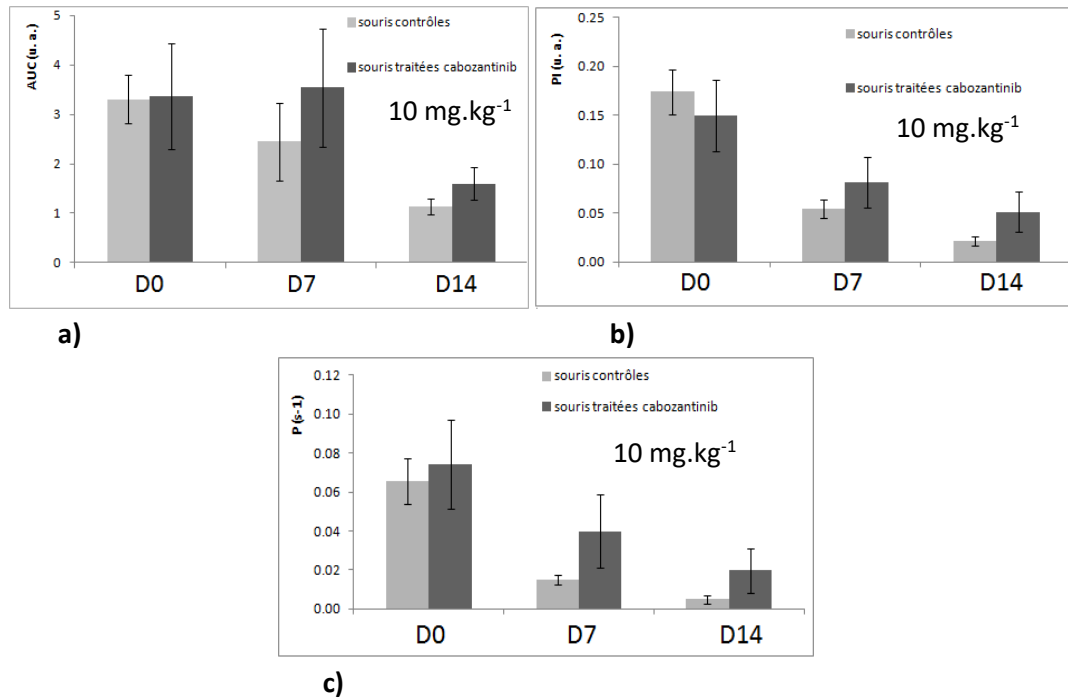 AUC (u. a.)
5
4
3
2
1
0
souris contrôles
souris traitées cabozantinib
10 mg.kg-1
D0 D7 D14
a)
PI (u. a.)
0.25
0.20
0.15
0.10
0.05
0.00
souris contrôles
souris traitées cabozantinib
10 mg.kg-1
D0 D7 D14
b)
P (s-1)
0.12
0.10
0.08
0.06
0.04
0.02
0.00
souris contrôles
souris traitées cabozantinib
10 mg.kg-1
D0 D7 D14
c)